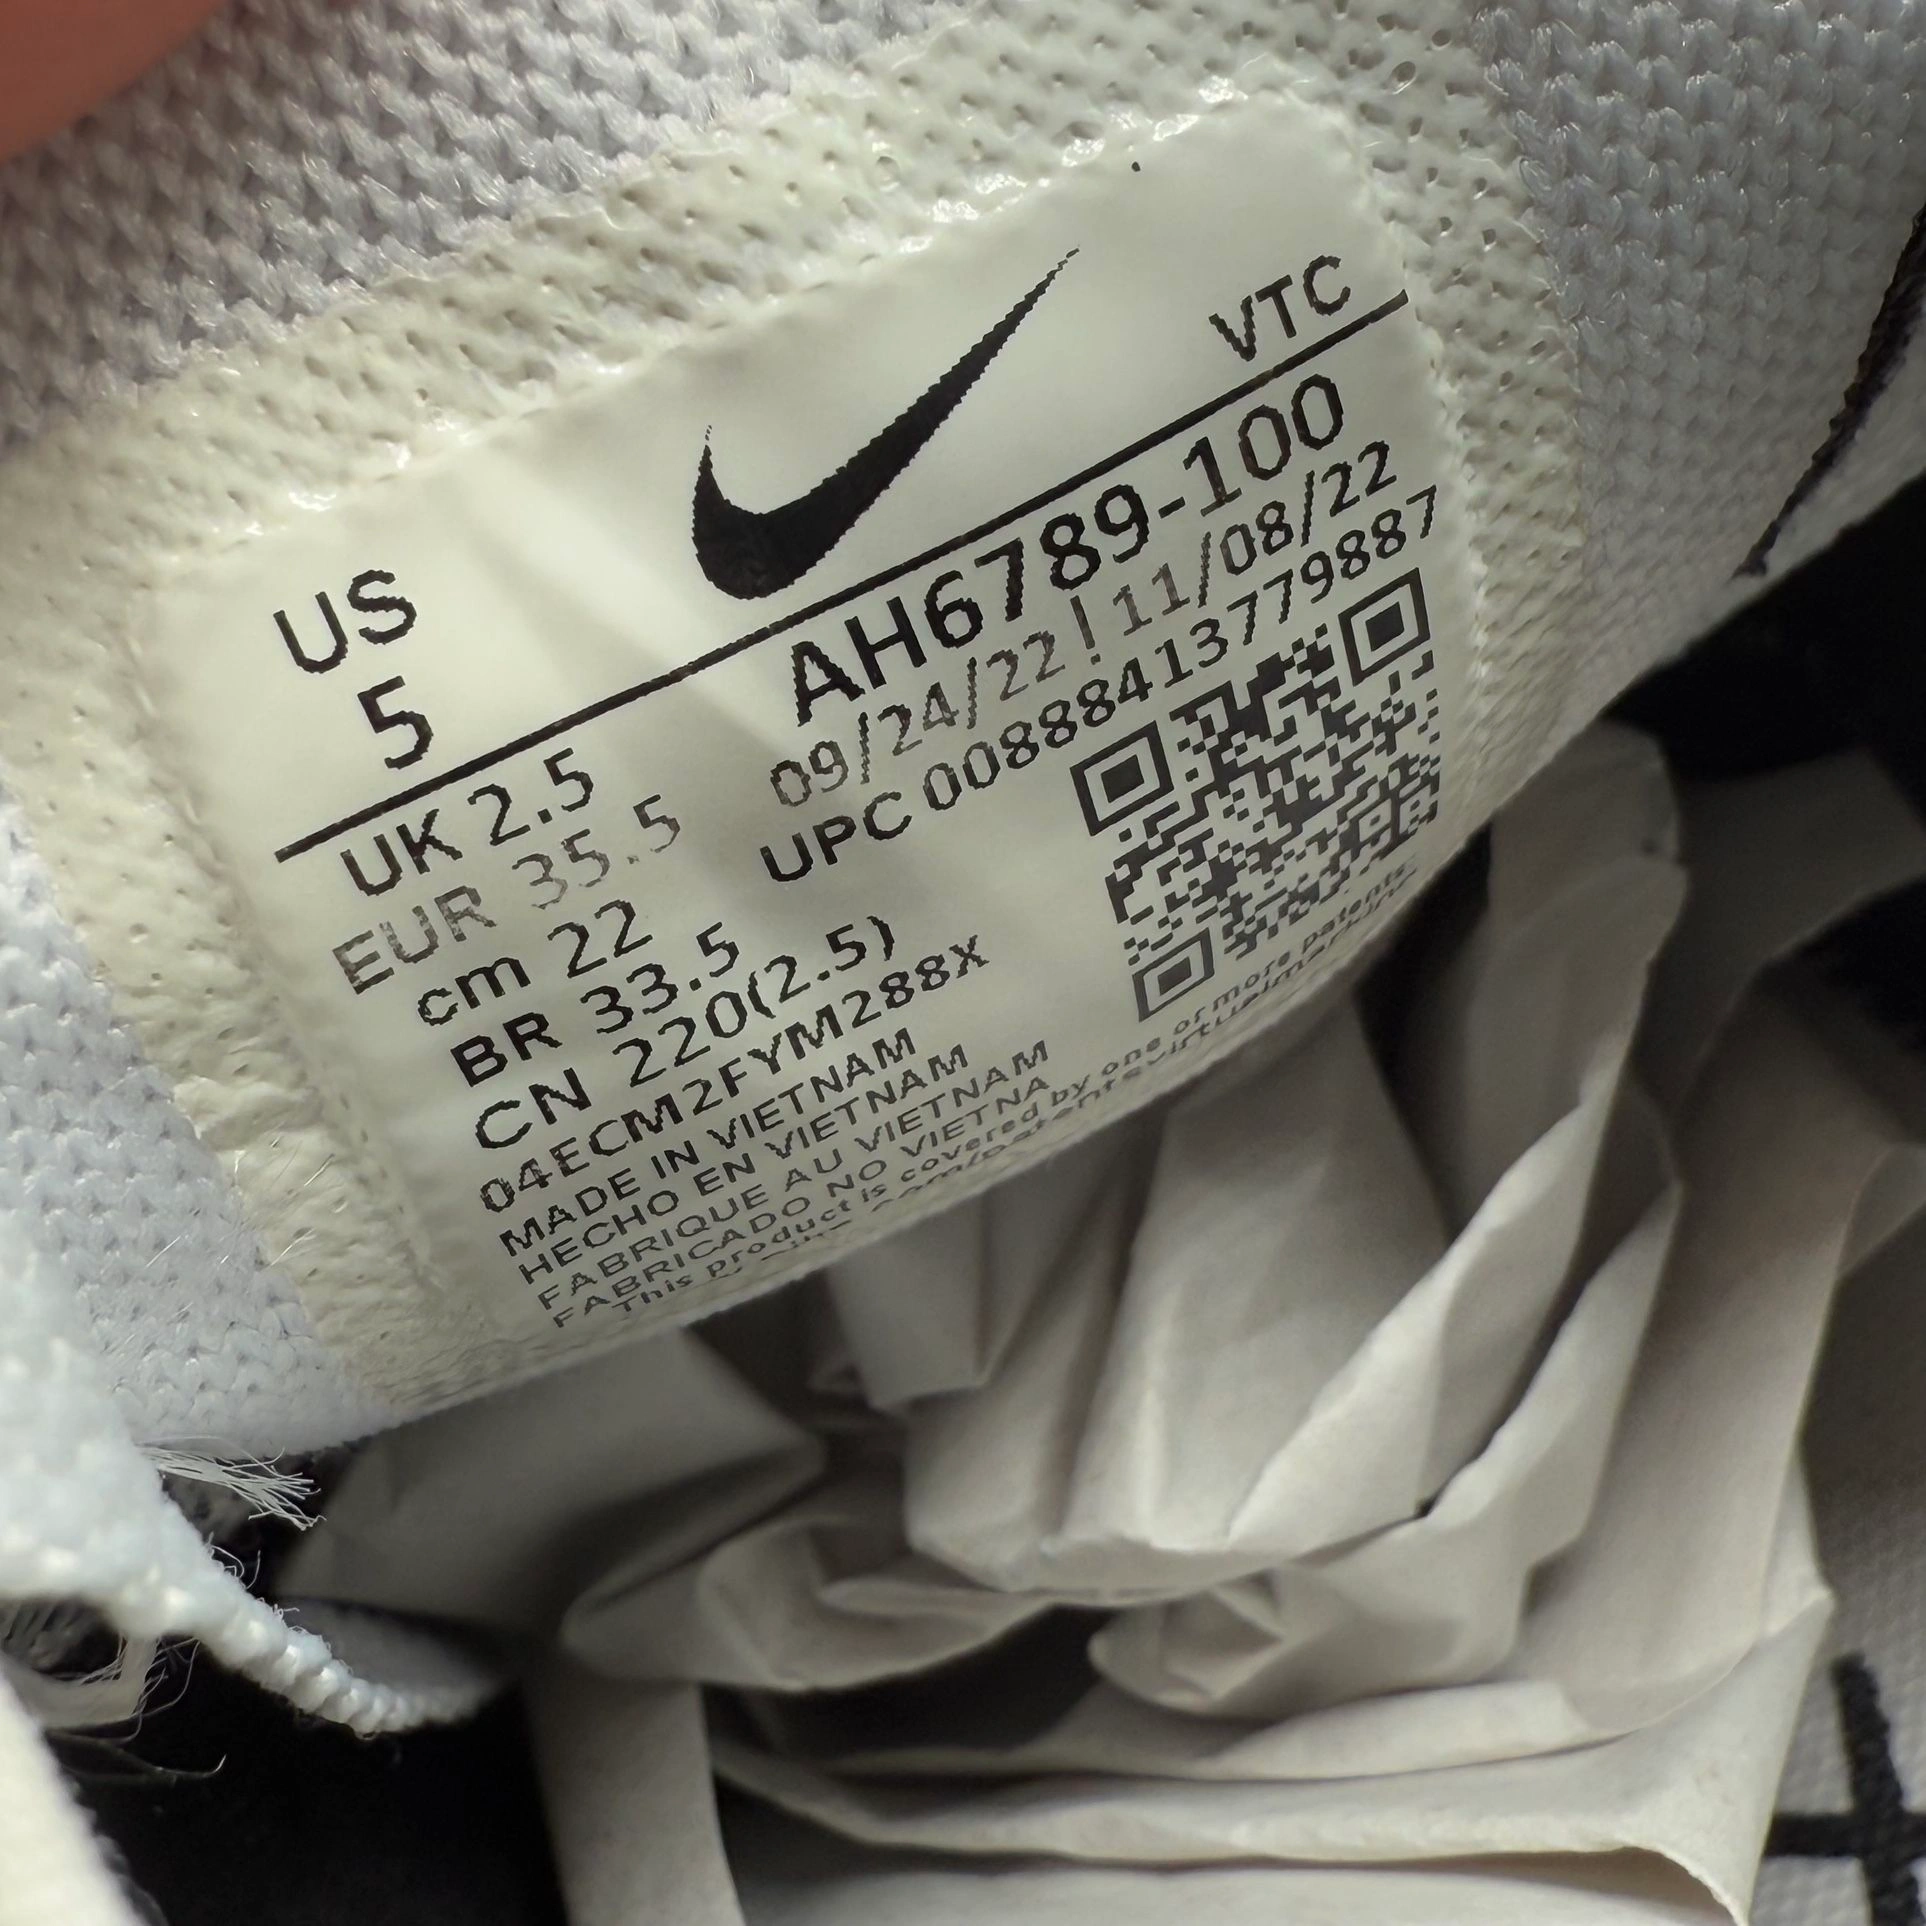 US
5
VTC
UK 2.5
EUR 35.5
cm 22
BR 33.5
CN 220(2.5)
04ECM2FYM288X
AH6789-100
09/24/22!11/08/22
UPC 00888413779887
MADE IN VIETNAM
HECHO EN VIETNAM
FABRIQUE AU VIETNAM
FABRICADO NO VIETNA
This product is covered by one or more patents